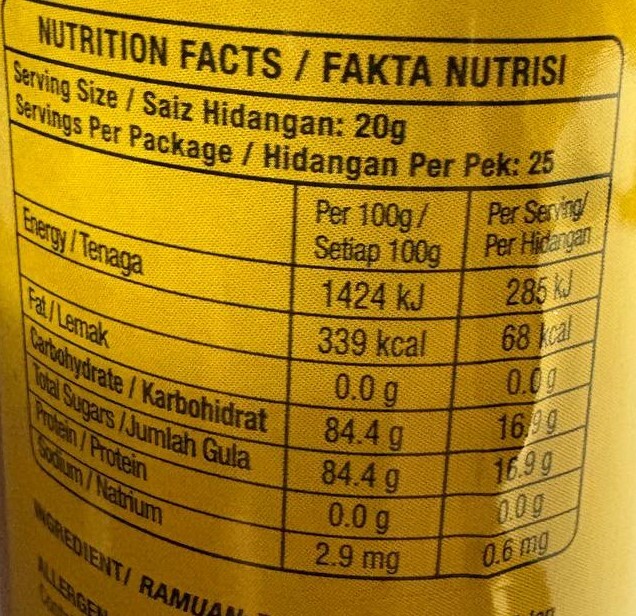 NUTRITION FACTS / FAKTA NUTRISI
Serving Size / Saiz Hidangan: 20g
Servings Per Package / Hidangan Per Pek: 25
Per 100g/ Per Serving/
Setiap 100g Per Hidangan
Energy / Tenaga 1424 kJ 285 kJ
339 kcal 68 kcal
Fat / Lemak 0.0 g 0.0 g
Carbohydrate / Karbohidrat 84.4 g 16.9 g
Total Sugars /Jumlah Gula 84.4 g 16.9 g
Protein / Protein 0.0 g 0.0 g
Sodium / Natrium 2.9 mg 0.6 mg
INGREDIENT/ RAMUAN